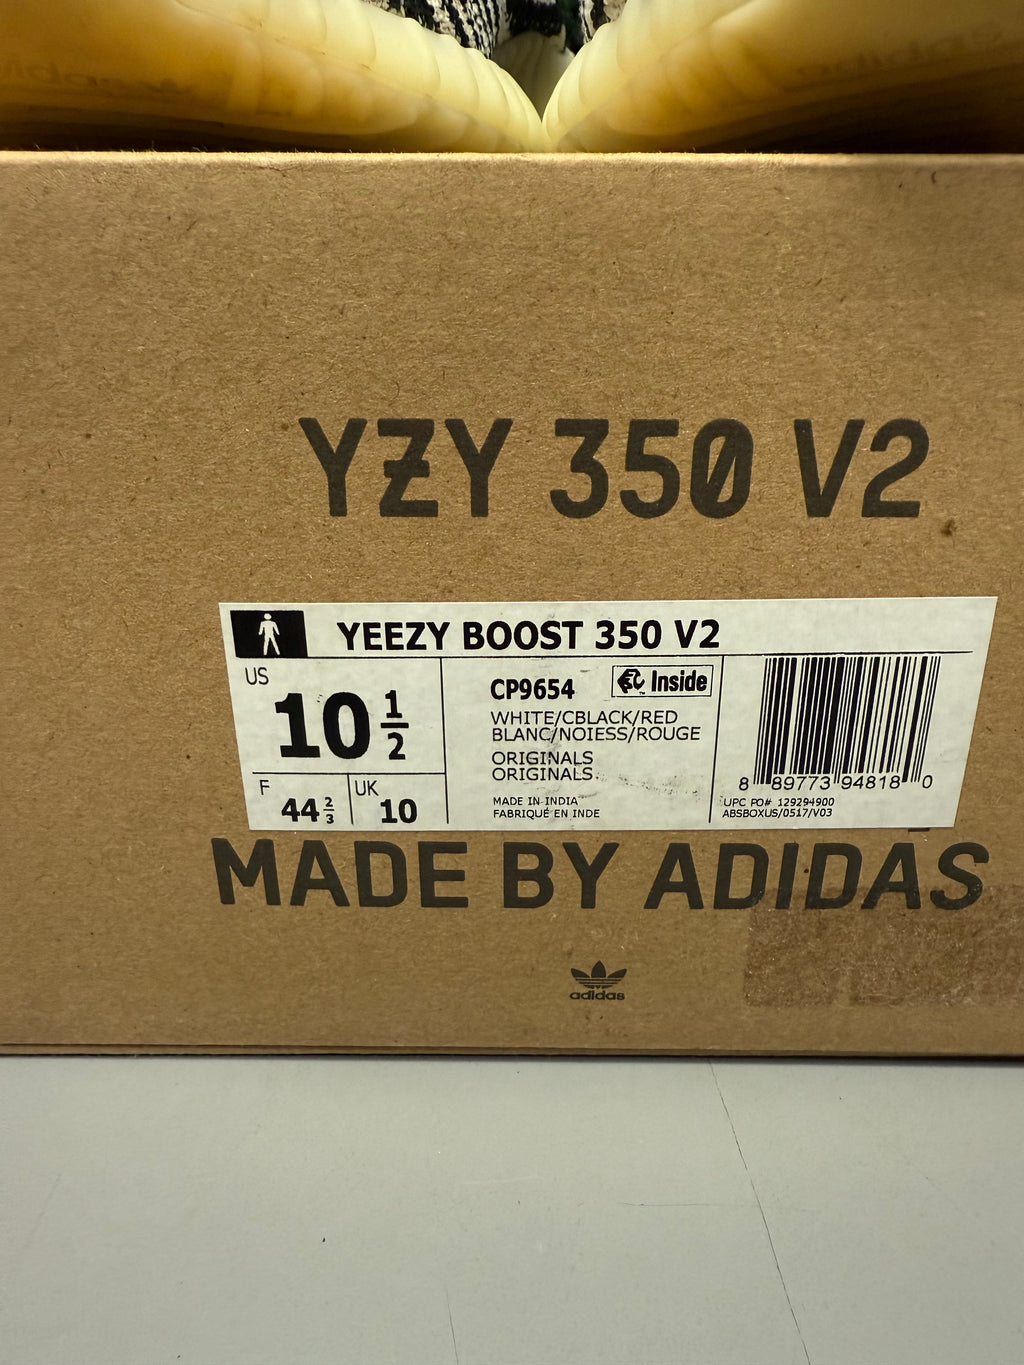 YZY 350 V2
YEEZY BOOST 350 V2
US
10 1/2
F
44 2/3
UK
10
CP9654
Inside
WHITE/CBLACK/RED
BLANC/NOIESS/ROUGE
ORIGINALS
ORIGINALS
MADE IN INDIA
FABRIQUÉ EN INDE
8 89773 94818 0
UPC PO# 129294900
ABSBOXUS/0517/V03
MADE BY ADIDAS
adidas